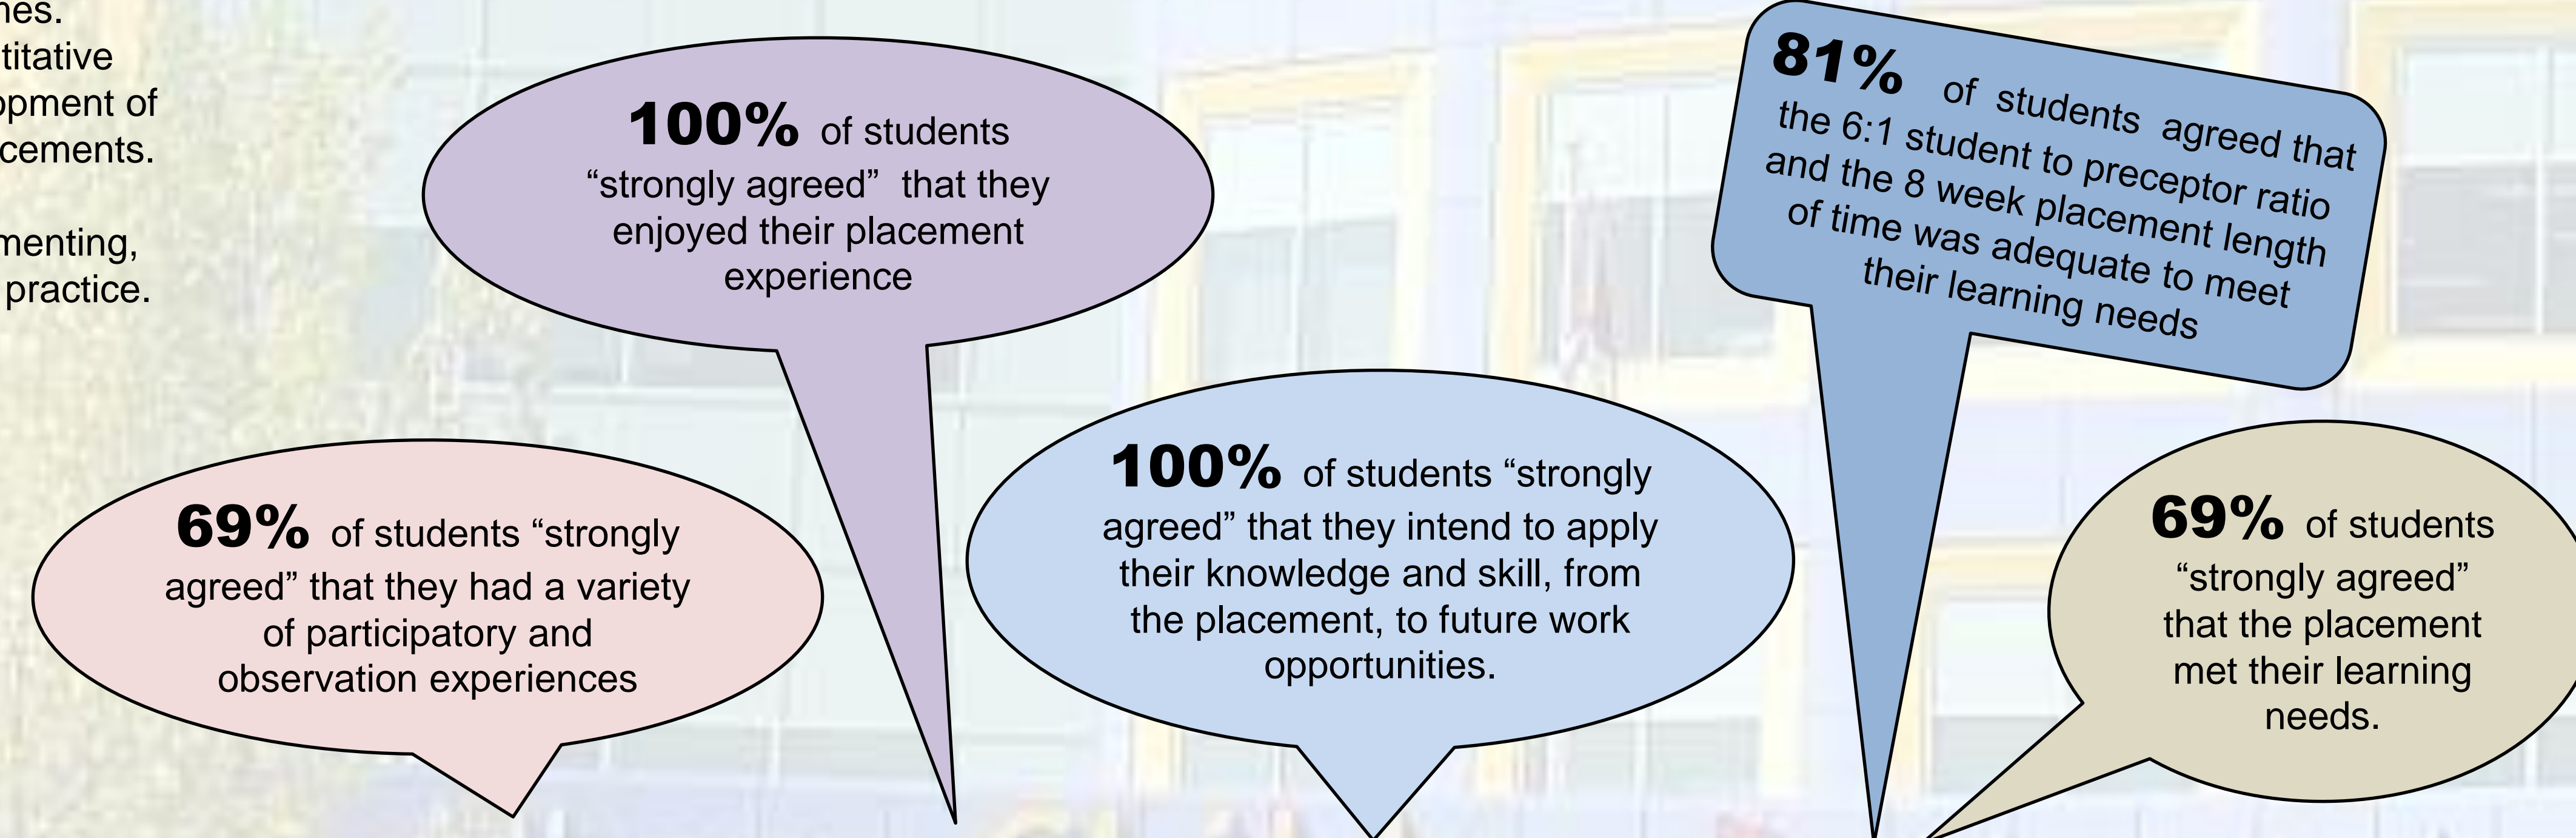 titative
opment of
cements.
menting,
practice.
100% of students
“strongly agreed” that they
enjoyed their placement
experience
81% of students agreed that
the 6:1 student to preceptor ratio
and the 8 week placement length
of time was adequate to meet
their learning needs
69% of students “strongly
agreed” that they had a variety
of participatory and
observation experiences
100% of students “strongly
agreed” that they intend to apply
their knowledge and skill, from
the placement, to future work
opportunities.
69% of students
“strongly agreed”
that the placement
met their learning
needs.